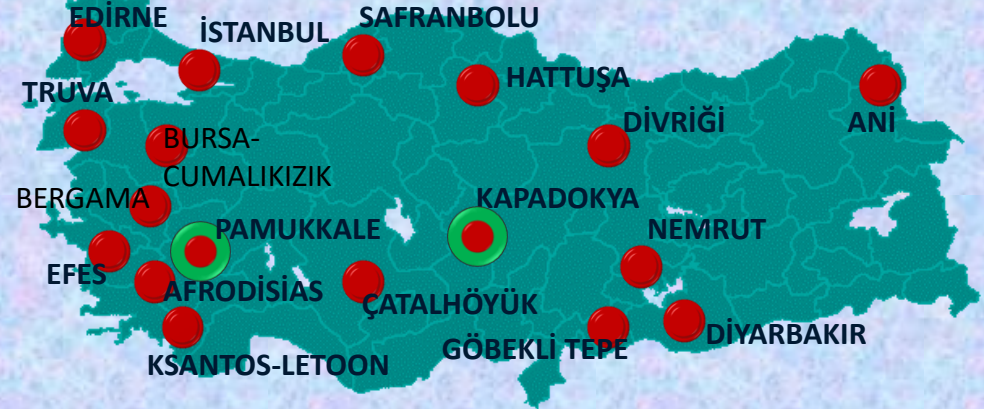 EDİRNE
İSTANBUL
SAFRANBOLU
TRUVA
HATTUŞA
BURSA-
CUMALIKIZIK
DİVRİĞİ
ANİ
BERGAMA
KAPADOKYA
PAMUKKALE
NEMRUT
EFES
AFRODİSİAS
ÇATALHÖYÜK
KSANTOS-LETOON
GÖBEKLİ TEPE
DİYARBAKIR